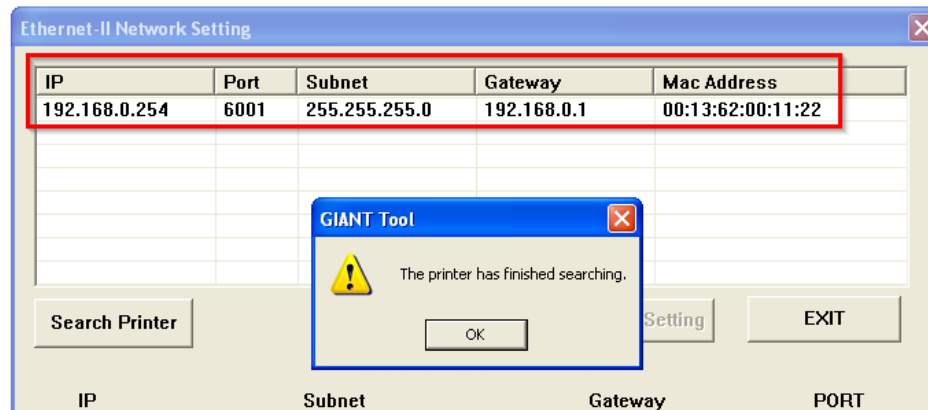 Ethernet-II Network Setting
IP Port Subnet Gateway Mac Address
192.168.0.254 6001 255.255.255.0 192.168.0.1 00:13:62:00:11:22
GIANT Tool
The printer has finished searching.
OK
Search Printer
Setting
EXIT
IP Subnet Gateway PORT